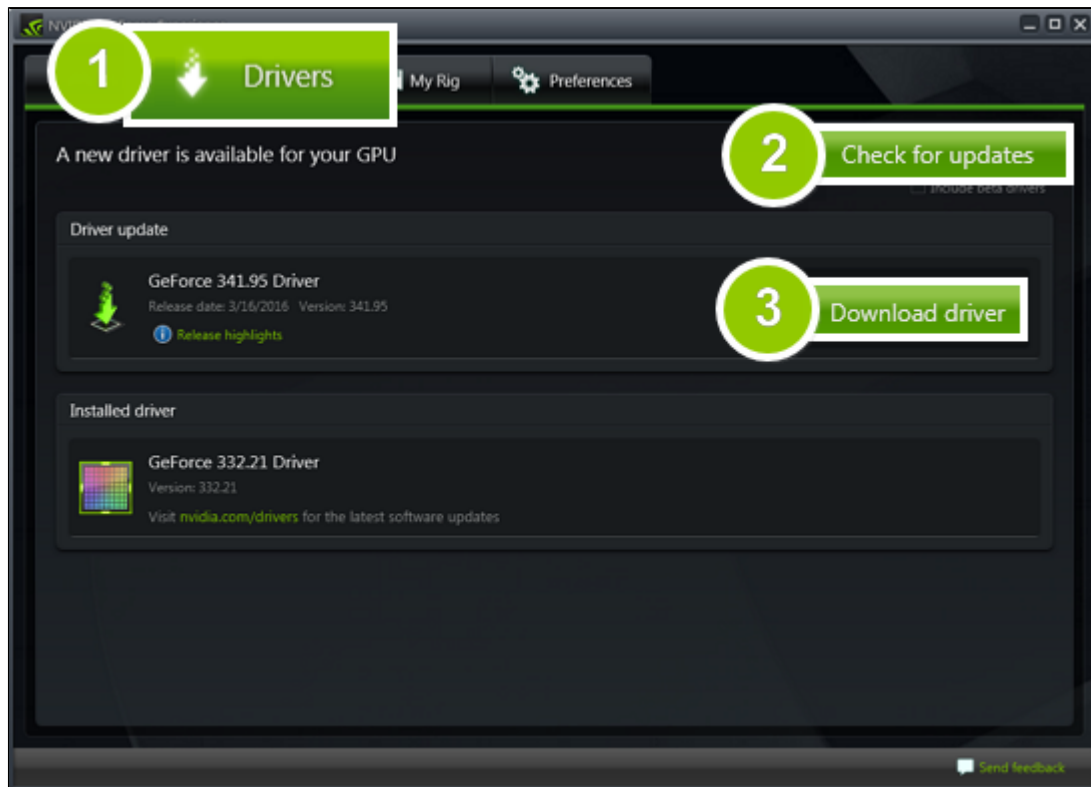 1
Drivers
My Rig
Preferences
A new driver is available for your GPU
2
Check for updates
Include beta drivers
Driver update
GeForce 341.95 Driver
Release date: 3/16/2016 Version: 341.95
Release highlights
3
Download driver
Installed driver
GeForce 332.21 Driver
Version: 332.21
Visit nvidia.com/drivers for the latest software updates
Send feedback